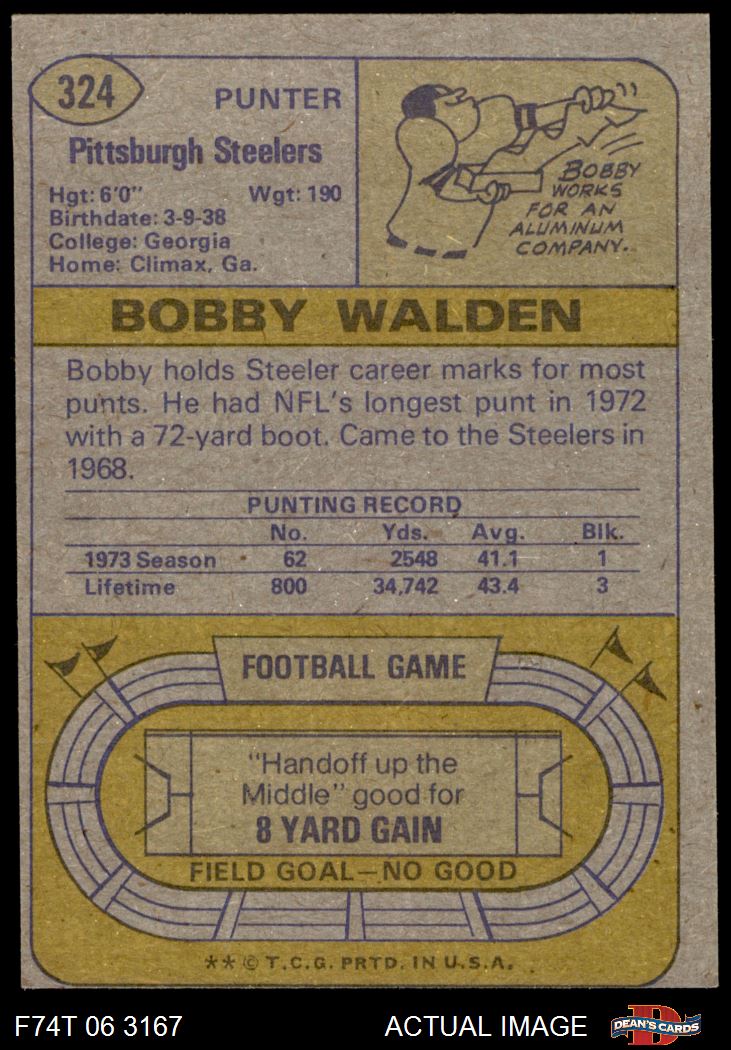 324
PUNTER
Pittsburgh Steelers
Hgt: 6'0" Wgt: 190
Birthdate: 3-9-38
College: Georgia
Home: Climax, Ga.
BOBBY
WORKS
FOR AN
ALUMINUM
COMPANY.
BOBBY WALDEN
Bobby holds Steeler career marks for most
punts. He had NFL's longest punt in 1972
with a 72-yard boot. Came to the Steelers in
1968.
PUNTING RECORD
No. Yds. Avg. Blk.
1973 Season 62 2548 41.1 1
Lifetime 800 34,742 43.4 3
FOOTBALL GAME
"Handoff up the
Middle" good for
8 YARD GAIN
FIELD GOAL—NO GOOD
** © T.C.G. PRTD. IN U.S.A.
F74T 06 3167 ACTUAL IMAGE DEAN'S CARDS